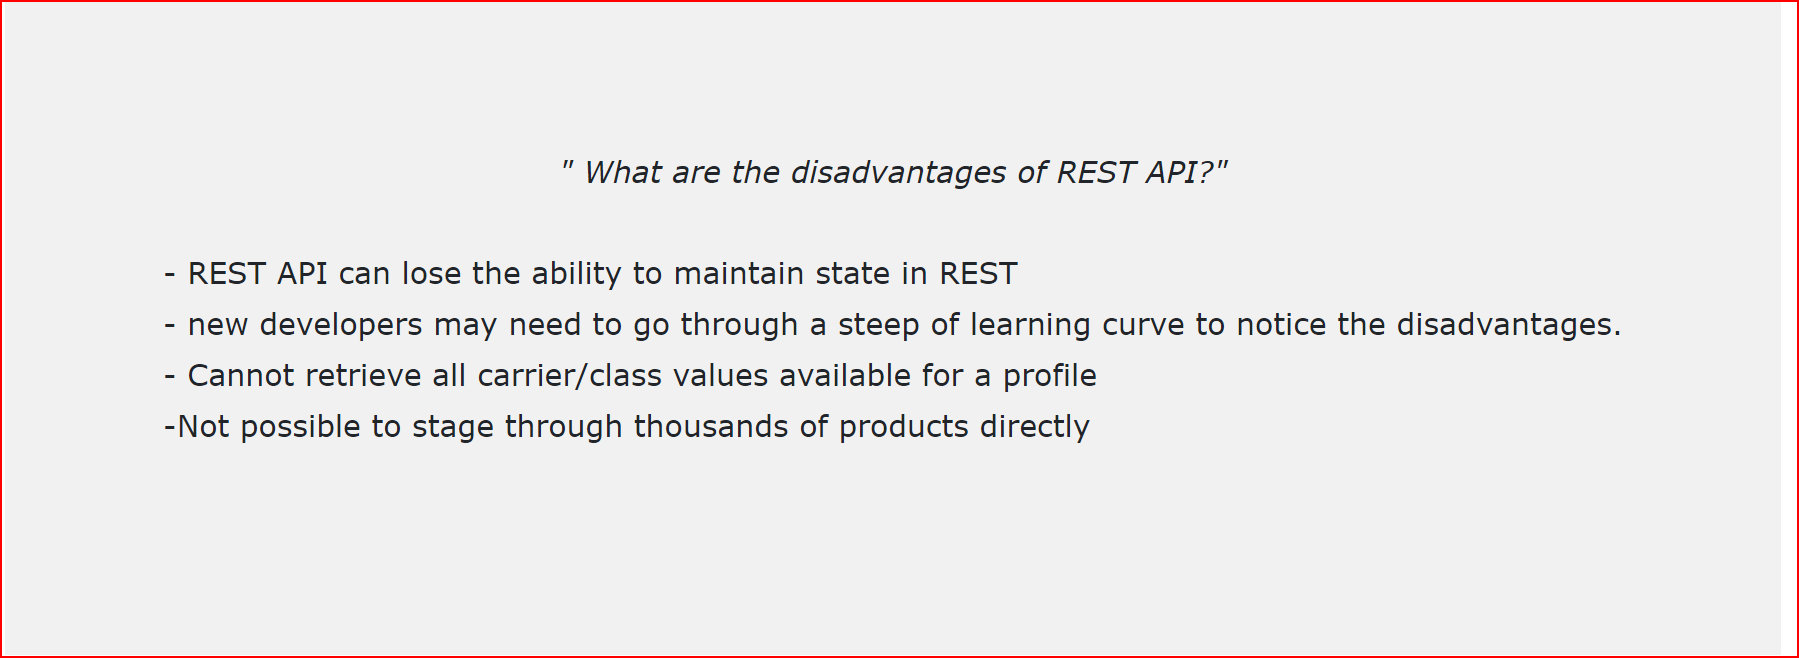 " What are the disadvantages of REST API?"
- REST API can lose the ability to maintain state in REST
- new developers may need to go through a steep of learning curve to notice the disadvantages.
- Cannot retrieve all carrier/class values available for a profile
-Not possible to stage through thousands of products directly